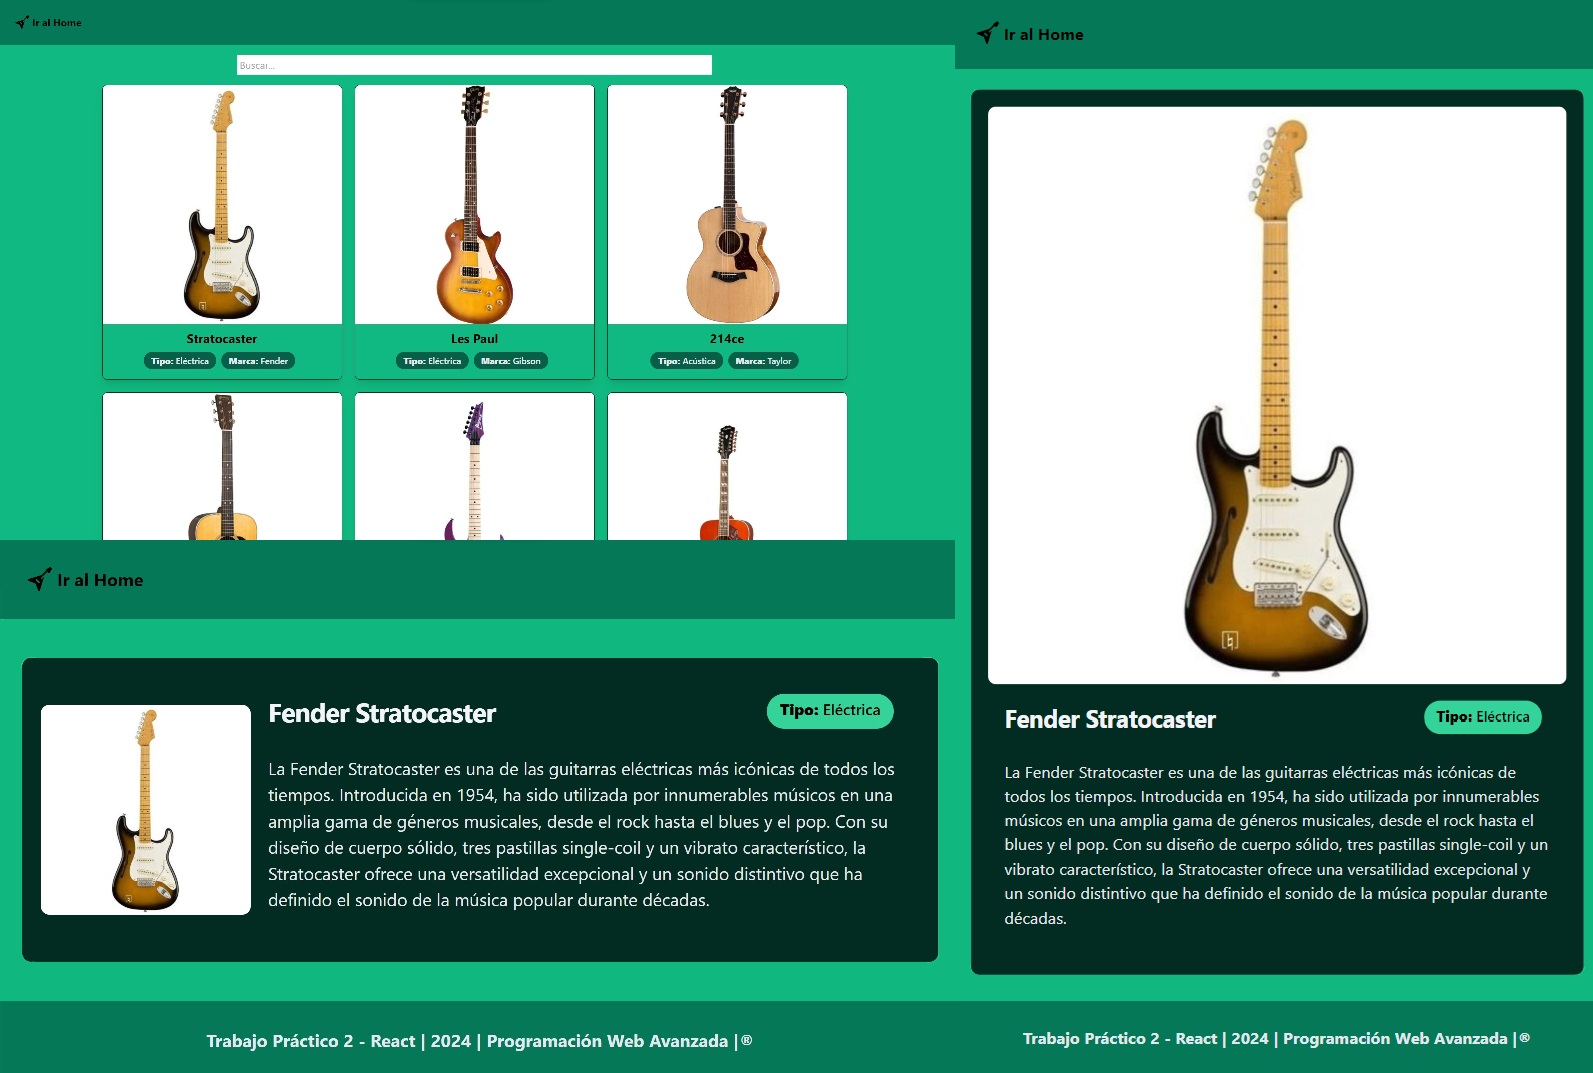 Ir al Home
Buscar...
Stratocaster
Tipo: Eléctrica Marca: Fender
Les Paul
Tipo: Eléctrica Marca: Gibson
214ce
Tipo: Acústica Marca: Taylor
Ir al Home
Fender Stratocaster
Tipo: Eléctrica
La Fender Stratocaster es una de las guitarras eléctricas más icónicas de todos los
tiempos. Introducida en 1954, ha sido utilizada por innumerables músicos en una
amplia gama de géneros musicales, desde el rock hasta el blues y el pop. Con su
diseño de cuerpo sólido, tres pastillas single-coil y un vibrato característico, la
Stratocaster ofrece una versatilidad excepcional y un sonido distintivo que ha
definido el sonido de la música popular durante décadas.
Trabajo Práctico 2 - React | 2024 | Programación Web Avanzada |®
Ir al Home
Fender Stratocaster
Tipo: Eléctrica
La Fender Stratocaster es una de las guitarras eléctricas más icónicas de
todos los tiempos. Introducida en 1954, ha sido utilizada por innumerables
músicos en una amplia gama de géneros musicales, desde el rock hasta el
blues y el pop. Con su diseño de cuerpo sólido, tres pastillas single-coil y un
vibrato característico, la Stratocaster ofrece una versatilidad excepcional y
un sonido distintivo que ha definido el sonido de la música popular durante
décadas.
Trabajo Práctico 2 - React | 2024 | Programación Web Avanzada |®